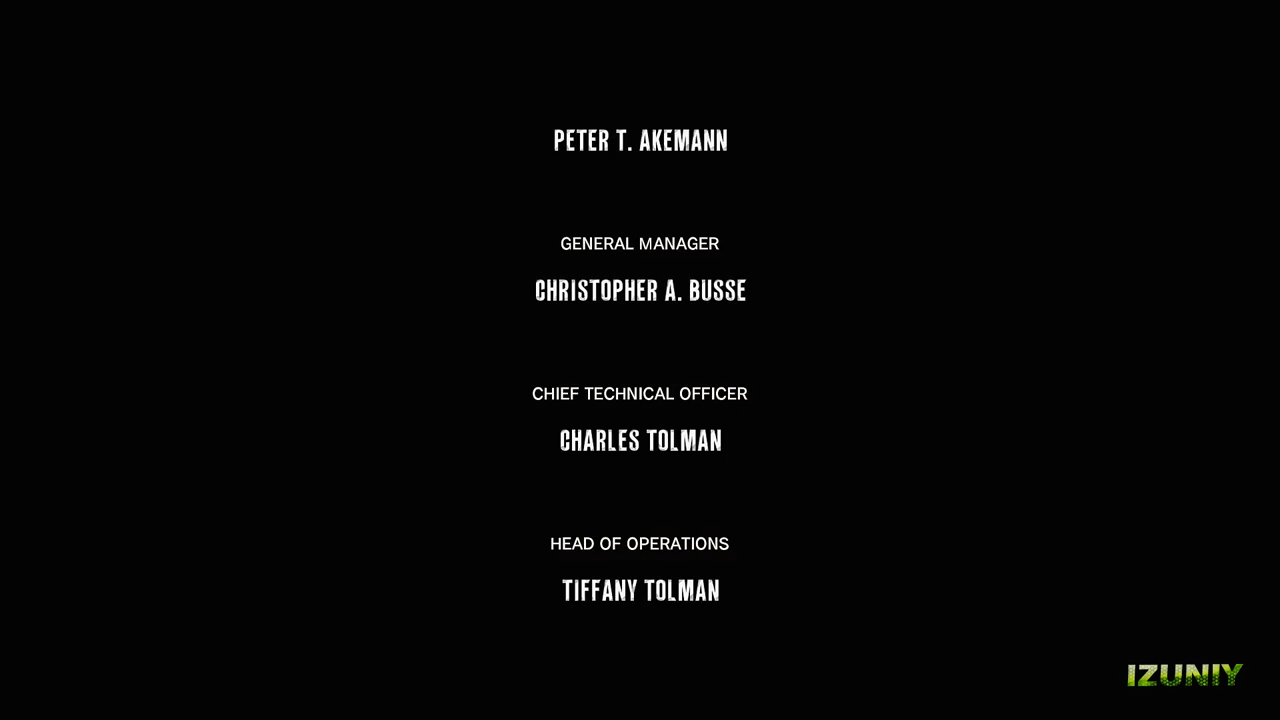 PETER T. AKEMANN
GENERAL MANAGER
CHRISTOPHER A. BUSSE
CHIEF TECHNICAL OFFICER
CHARLES TOLMAN
HEAD OF OPERATIONS
TIFFANY TOLMAN
IZUNIY